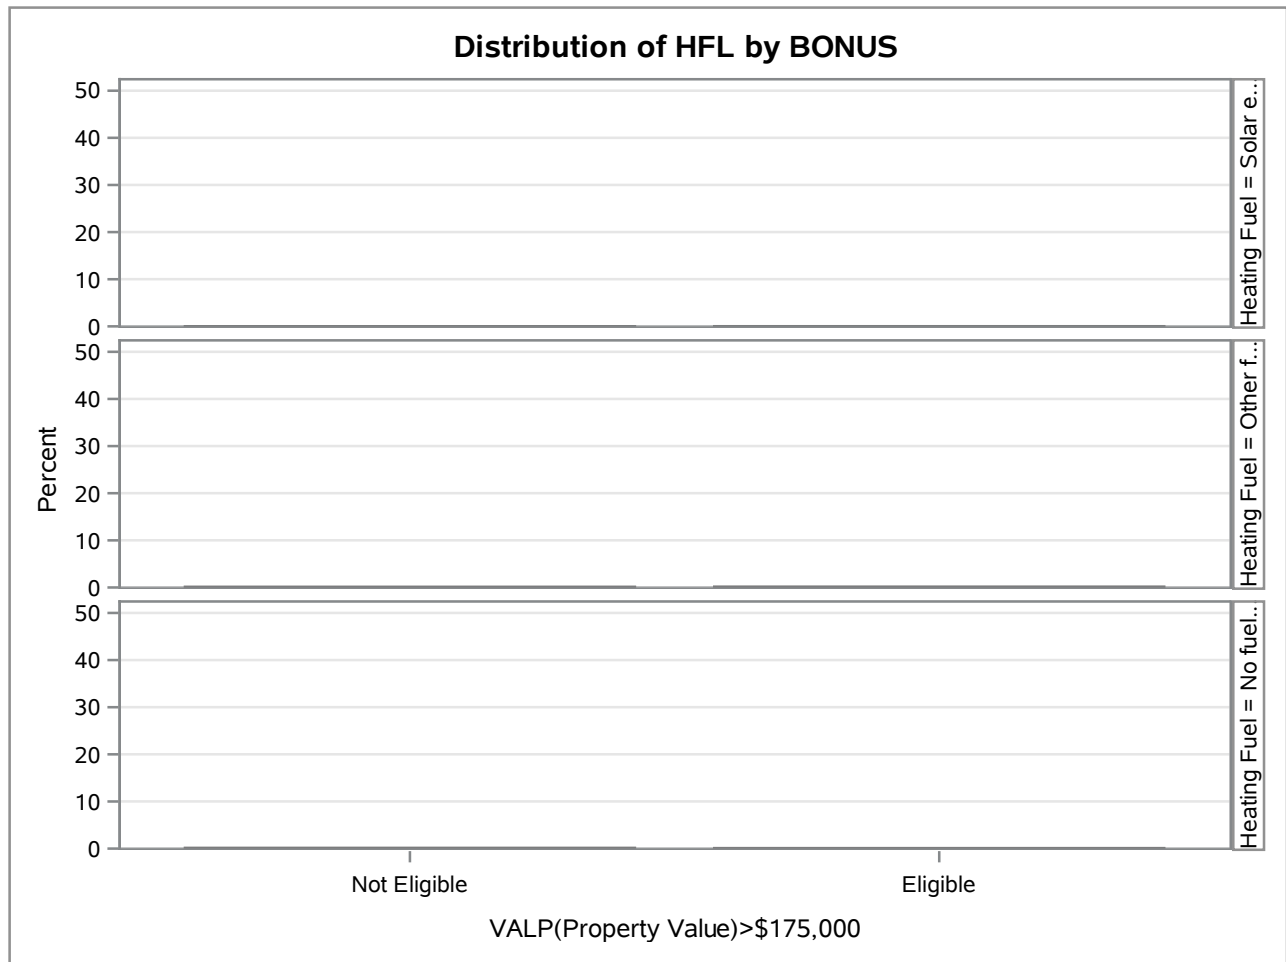 Distribution of HFL by BONUS
50
40
30
20
10
0
Heating Fuel = Solar e...
50
40
30
20
10
0
Heating Fuel = Other f...
50
40
30
20
10
0
Heating Fuel = No fuel...
Percent
Not Eligible
Eligible
VALP(Property Value)>$175,000